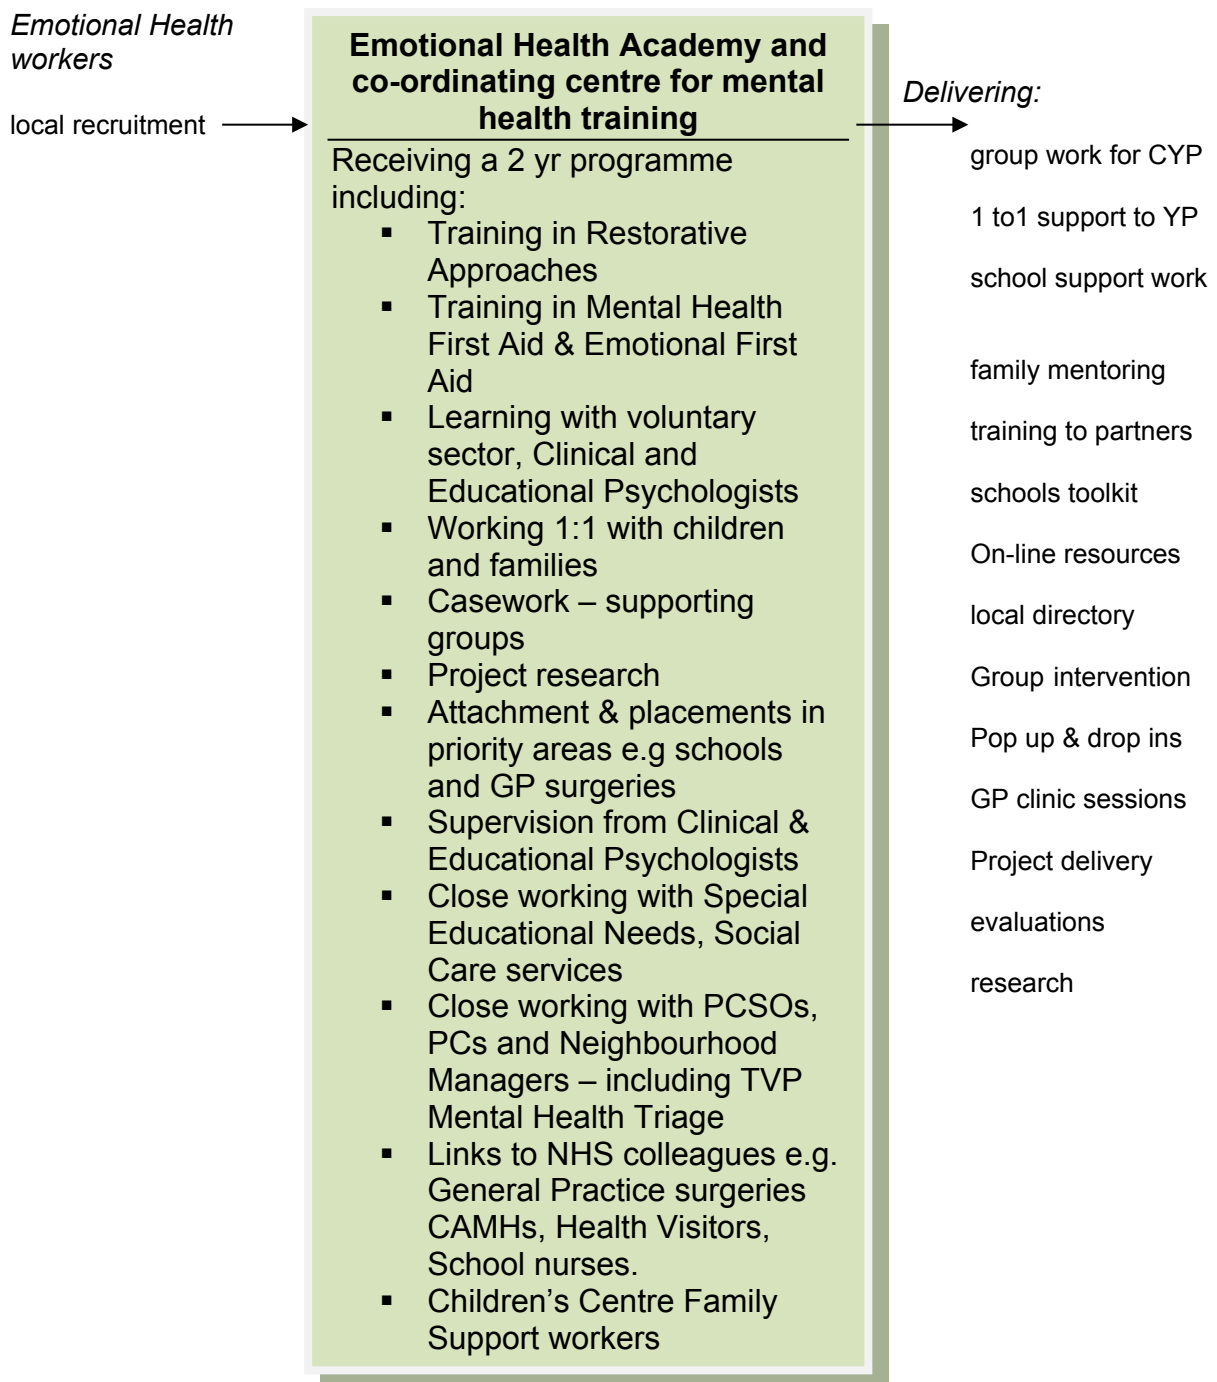 Emotional Health
workers
local recruitment
Emotional Health Academy and
co-ordinating centre for mental
health training
Receiving a 2 yr programme
including:
▪ Training in Restorative
Approaches
▪ Training in Mental Health
First Aid & Emotional First
Aid
▪ Learning with voluntary
sector, Clinical and
Educational Psychologists
▪ Working 1:1 with children
and families
▪ Casework – supporting
groups
▪ Project research
▪ Attachment & placements in
priority areas e.g schools
and GP surgeries
▪ Supervision from Clinical &
Educational Psychologists
▪ Close working with Special
Educational Needs, Social
Care services
▪ Close working with PCSOs,
PCs and Neighbourhood
Managers – including TVP
Mental Health Triage
▪ Links to NHS colleagues e.g.
General Practice surgeries
CAMHs, Health Visitors,
School nurses.
▪ Children’s Centre Family
Support workers
Delivering:
group work for CYP
1 to1 support to YP
school support work
family mentoring
training to partners
schools toolkit
On-line resources
local directory
Group intervention
Pop up & drop ins
GP clinic sessions
Project delivery
evaluations
research